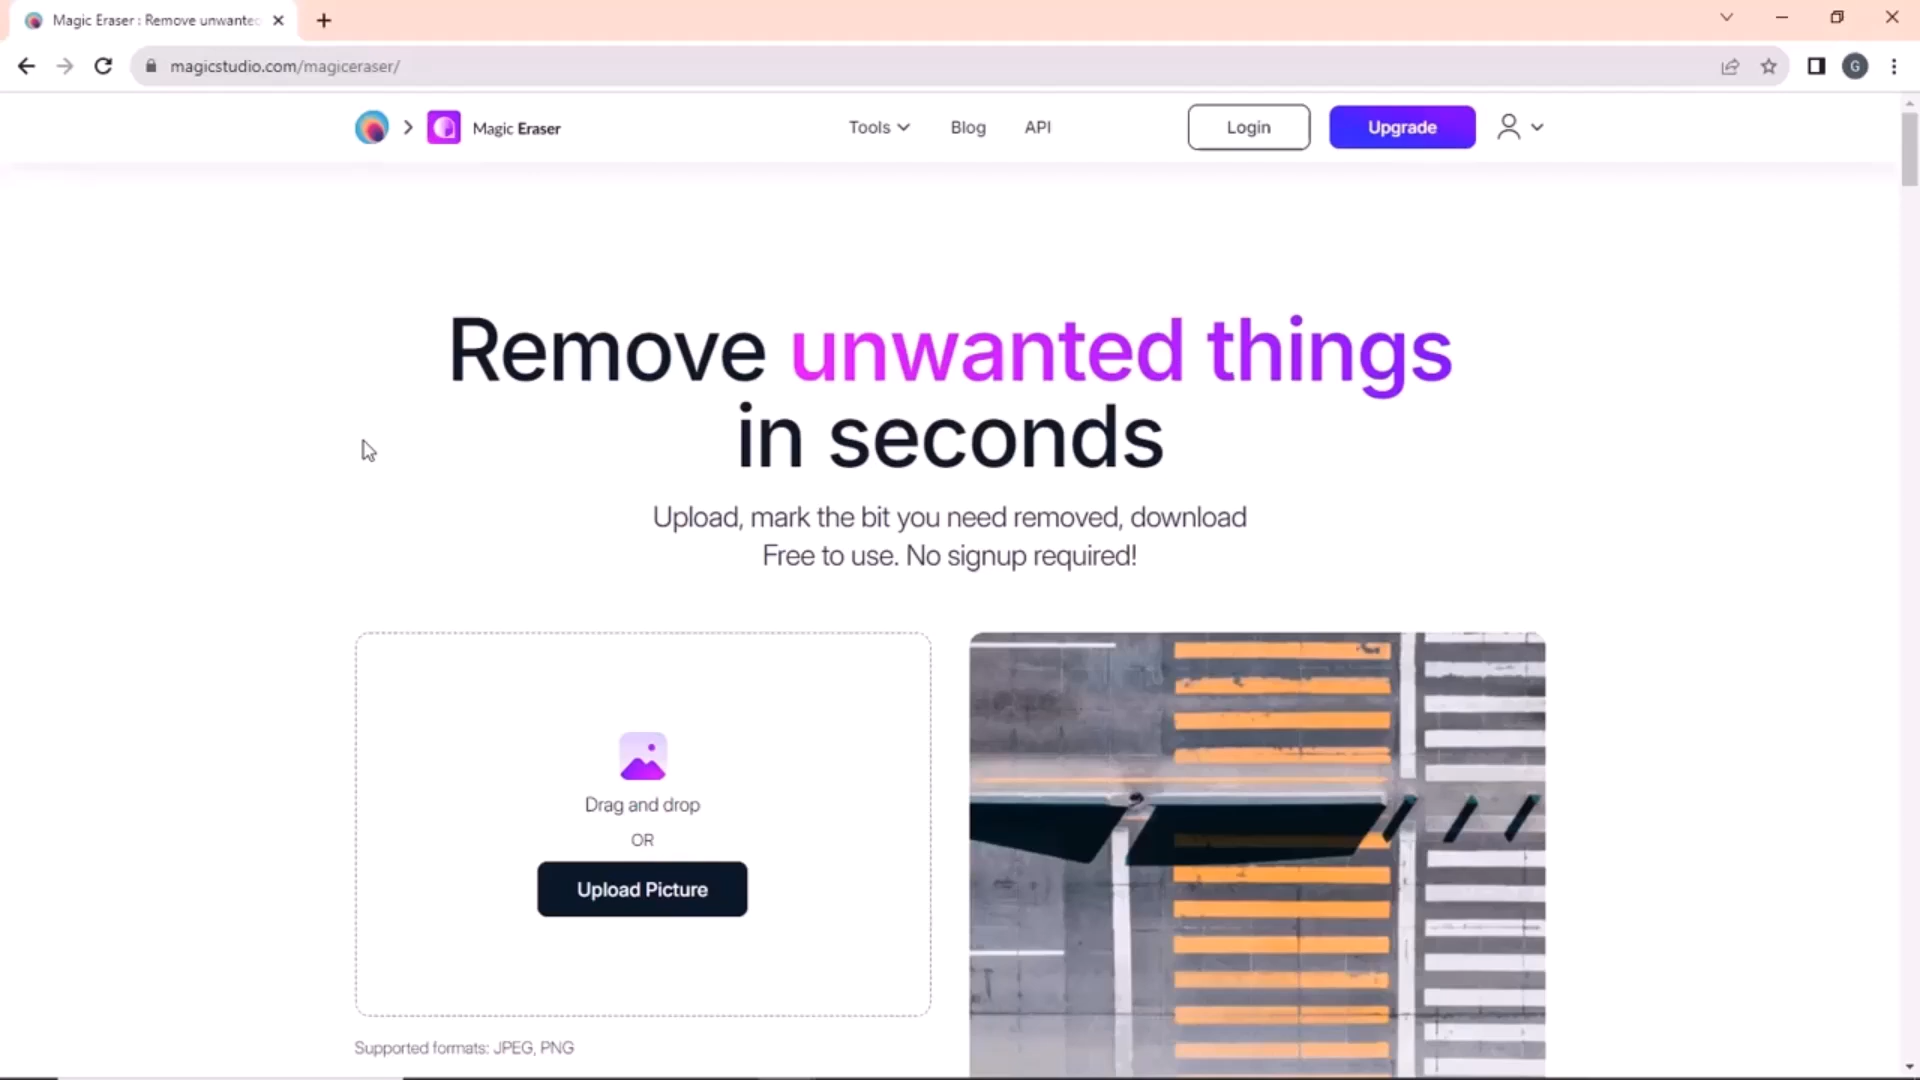 Magic Eraser : Remove unwante
magicstudio.com/magiceraser/
G
Magic Eraser
Tools
Blog
API
Login
Upgrade
Remove unwanted things
in seconds
Upload, mark the bit you need removed, download
Free to use. No signup required!
Drag and drop
OR
Upload Picture
Supported formats: JPEG, PNG